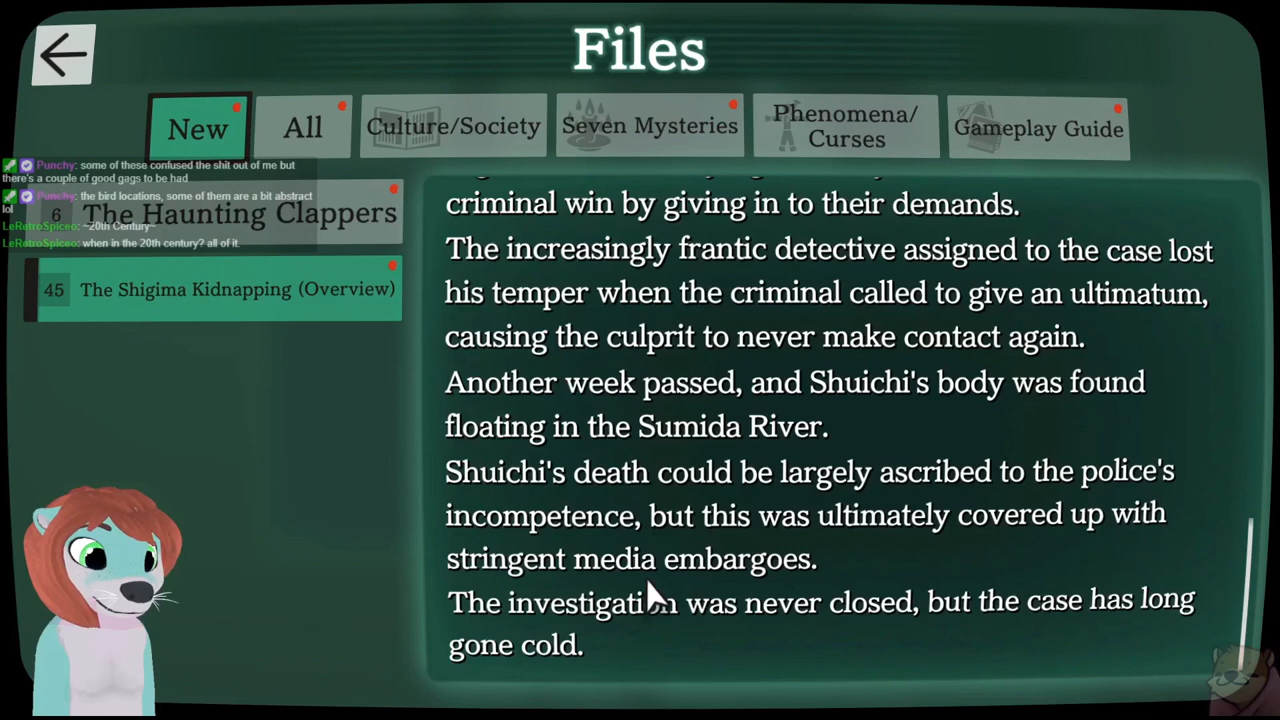 Files
New
All
Culture/Society
Seven Mysteries
Phenomena/
Curses
Gameplay Guide
Punchy: some of these confused the shit out of me but
there's a couple of good gags to be had
Punchy: the bird locations, some of them are a bit abstract
lol
LeRetroSpiceo: ~20th Century~
LeRetroSpiceo: when in the 20th century? all of it.
6 The Haunting Clappers
45 The Shigima Kidnapping (Overview)
criminal win by giving in to their demands.
The increasingly frantic detective assigned to the case lost
his temper when the criminal called to give an ultimatum,
causing the culprit to never make contact again.
Another week passed, and Shuichi's body was found
floating in the Sumida River.
Shuichi's death could be largely ascribed to the police's
incompetence, but this was ultimately covered up with
stringent media embargoes.
The investigation was never closed, but the case has long
gone cold.